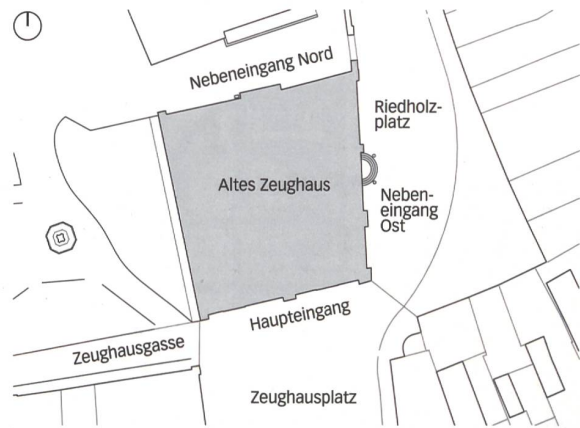 Nebeneingang Nord
Riedholz-
platz
Altes Zeughaus
Neben-
eingang
Ost
Haupteingang
Zeughausgasse
Zeughausplatz